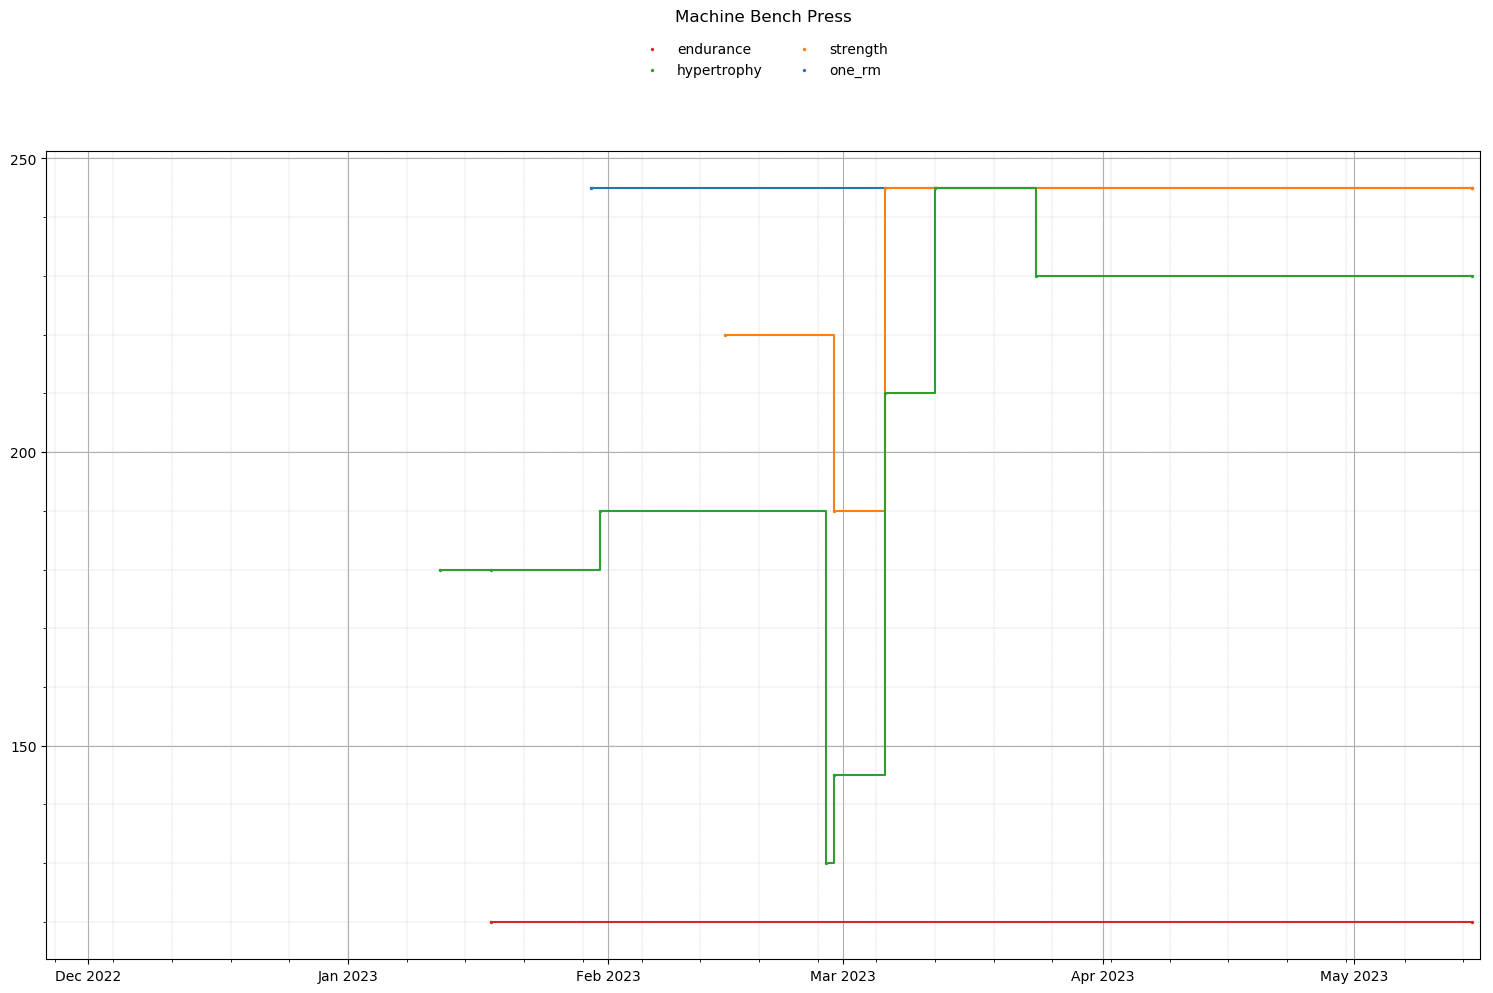 Machine Bench Press
endurance
hypertrophy
strength
one_rm
250
200
150
Dec 2022
Jan 2023
Feb 2023
Mar 2023
Apr 2023
May 2023